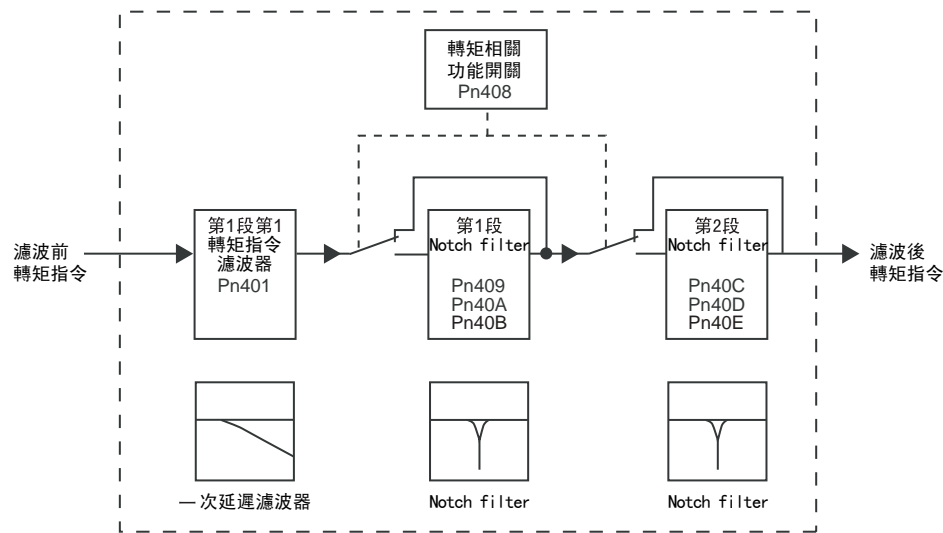 轉矩相關
功能開關
Pn408
濾波前
轉矩指令
第1段第1
轉矩指令
濾波器
Pn401
第1段
Notch filter
Pn409
Pn40A
Pn40B
第2段
Notch filter
Pn40C
Pn40D
Pn40E
濾波後
轉矩指令
一次延遲濾波器
Notch filter
Notch filter